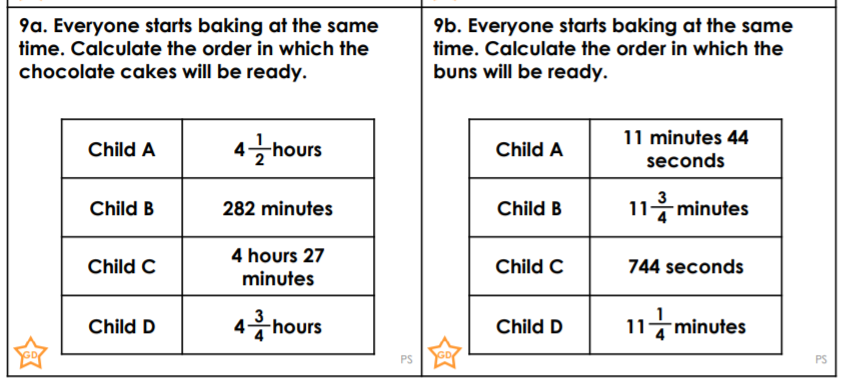 9a. Everyone starts baking at the same
time. Calculate the order in which the
chocolate cakes will be ready.
Child A 4 1/2 hours
Child B 282 minutes
Child C 4 hours 27
minutes
Child D 4 3/4 hours
GD
PS
9b. Everyone starts baking at the same
time. Calculate the order in which the
buns will be ready.
Child A 11 minutes 44
seconds
Child B 11 3/4 minutes
Child C 744 seconds
Child D 11 1/4 minutes
GD
PS